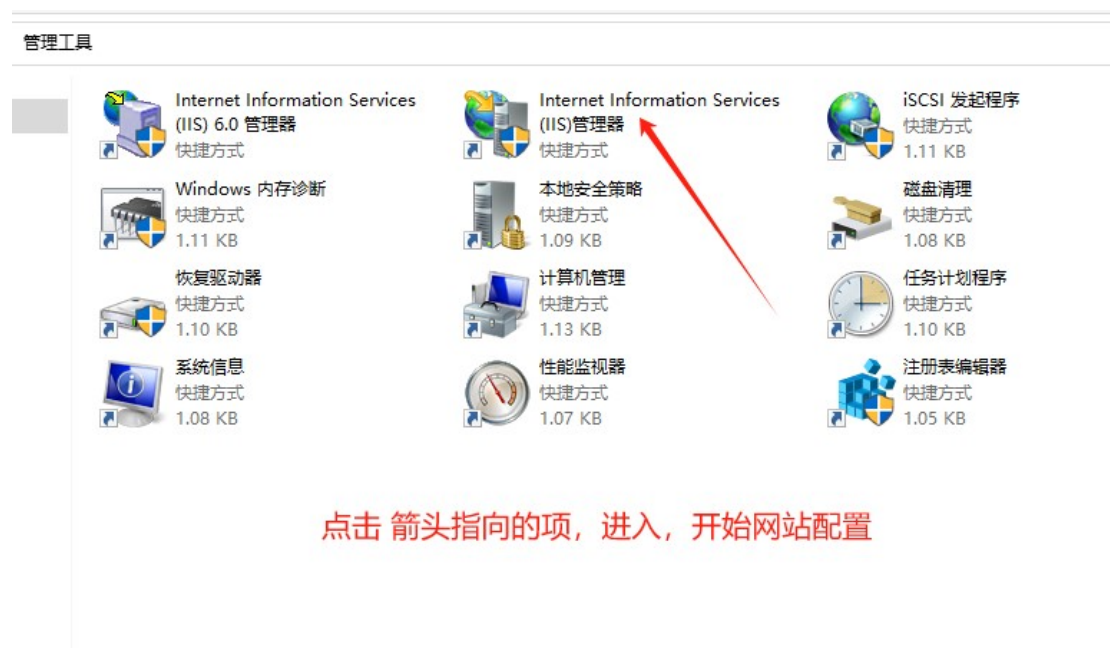 管理工具
Internet Information Services
(IIS) 6.0 管理器
快捷方式
Internet Information Services
(IIS)管理器
快捷方式
iSCSI 发起程序
快捷方式
1.11 KB
Windows 内存诊断
快捷方式
1.11 KB
本地安全策略
快捷方式
1.09 KB
磁盘清理
快捷方式
1.08 KB
恢复驱动器
快捷方式
1.10 KB
计算机管理
快捷方式
1.13 KB
任务计划程序
快捷方式
1.10 KB
系统信息
快捷方式
1.08 KB
性能监视器
快捷方式
1.07 KB
注册表编辑器
快捷方式
1.05 KB
点击 箭头指向的项，进入，开始网站配置